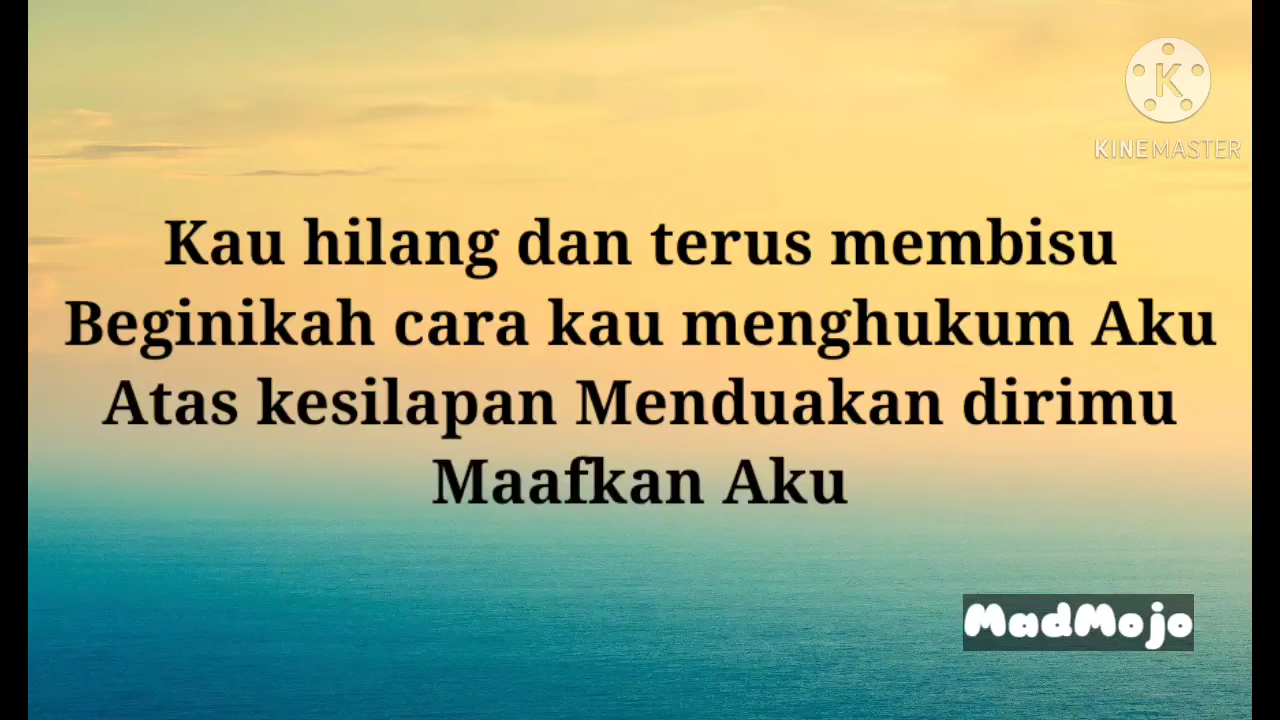 K
KINEMASTER
Kau hilang dan terus membisu
Beginikah cara kau menghukum Aku
Atas kesilapan Menduakan dirimu
Maafkan Aku
MadMojo